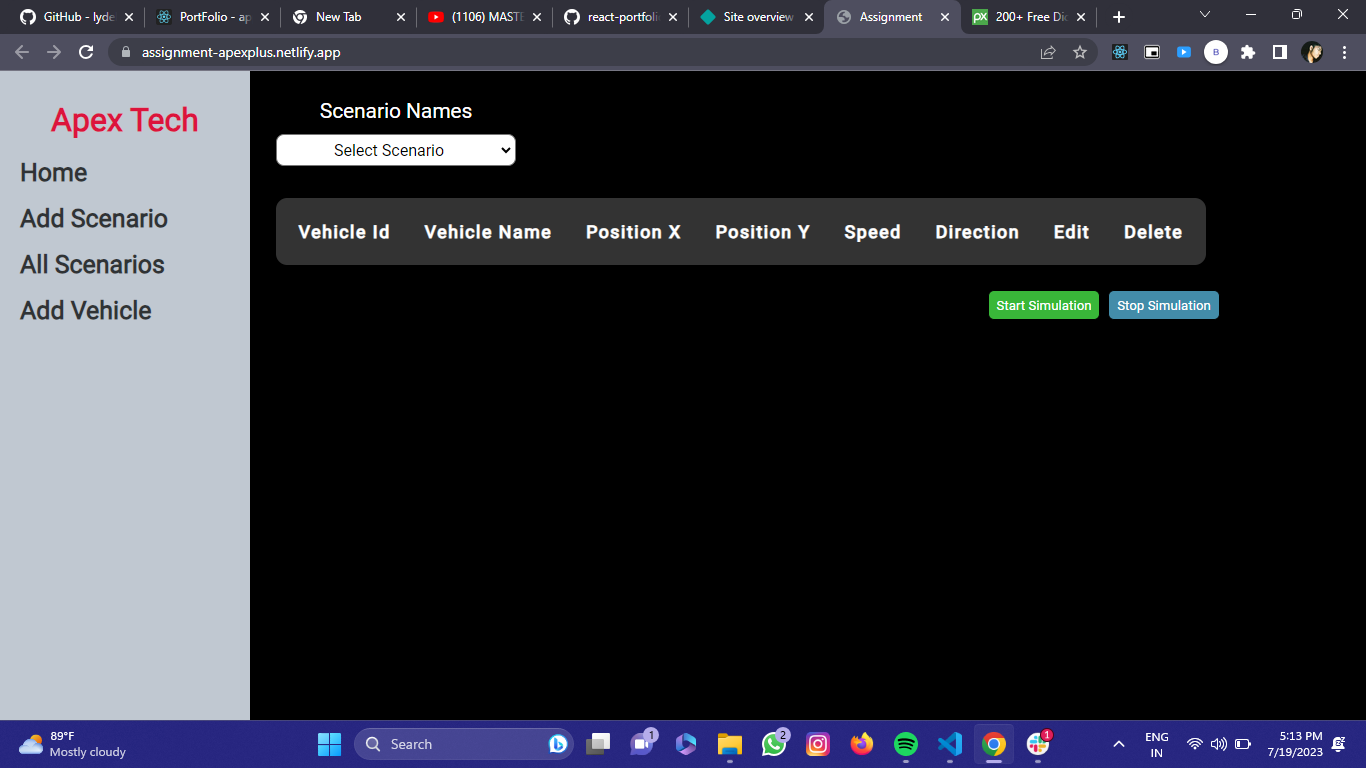 GitHub - lyde
PortFolio - ap
New Tab
(1106) MASTE
react-portfoli
Site overview
Assignment
px 200+ Free Dic
assignment-apexplus.netlify.app
B
Apex Tech
Home
Add Scenario
All Scenarios
Add Vehicle
Scenario Names
Select Scenario
Vehicle Id Vehicle Name Position X Position Y Speed Direction Edit Delete
Start Simulation Stop Simulation
89°F
Mostly cloudy
Search
1
2
1
ENG
IN
5:13 PM
7/19/2023